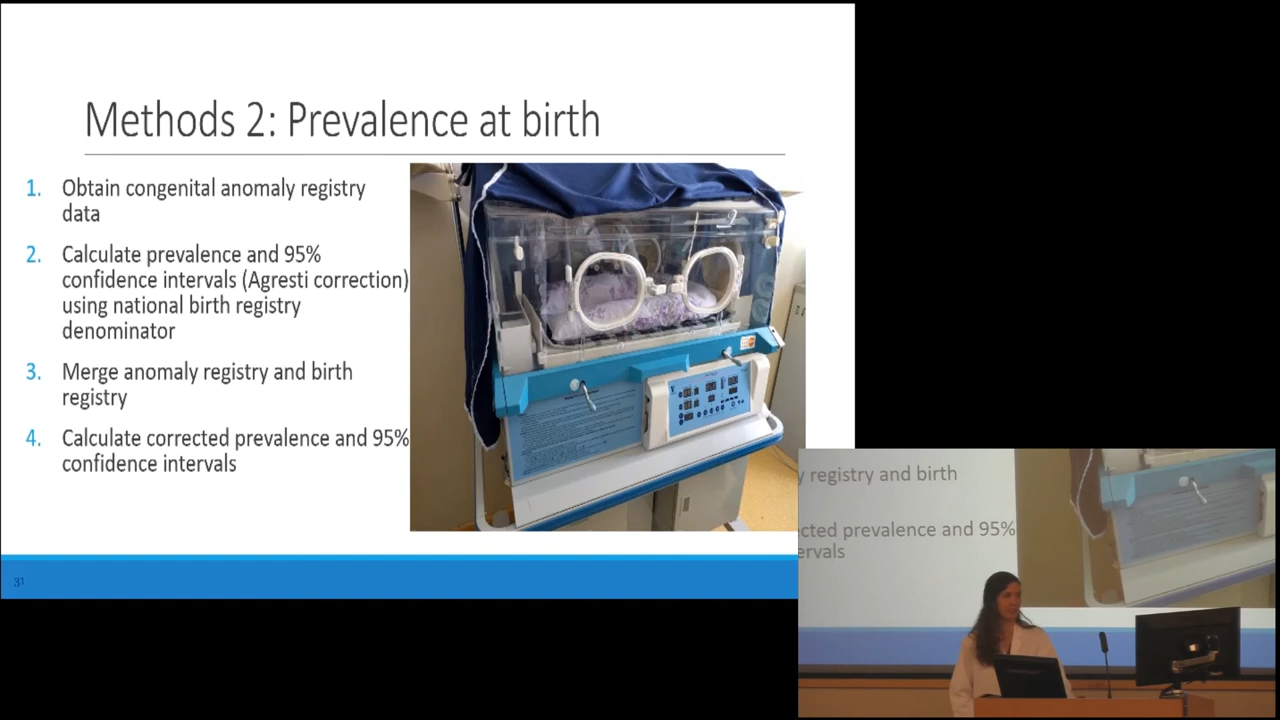 Methods 2: Prevalence at birth
1. Obtain congenital anomaly registry
data
2. Calculate prevalence and 95%
confidence intervals (Agresti correction)
using national birth registry
denominator
3. Merge anomaly registry and birth
registry
4. Calculate corrected prevalence and 95%
confidence intervals
31
y registry and birth
ected prevalence and 95%
ervals